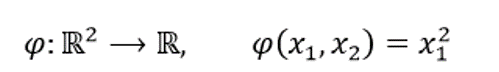 φ: ℝ² ⟶ ℝ, φ(x₁, x₂) = x₁²